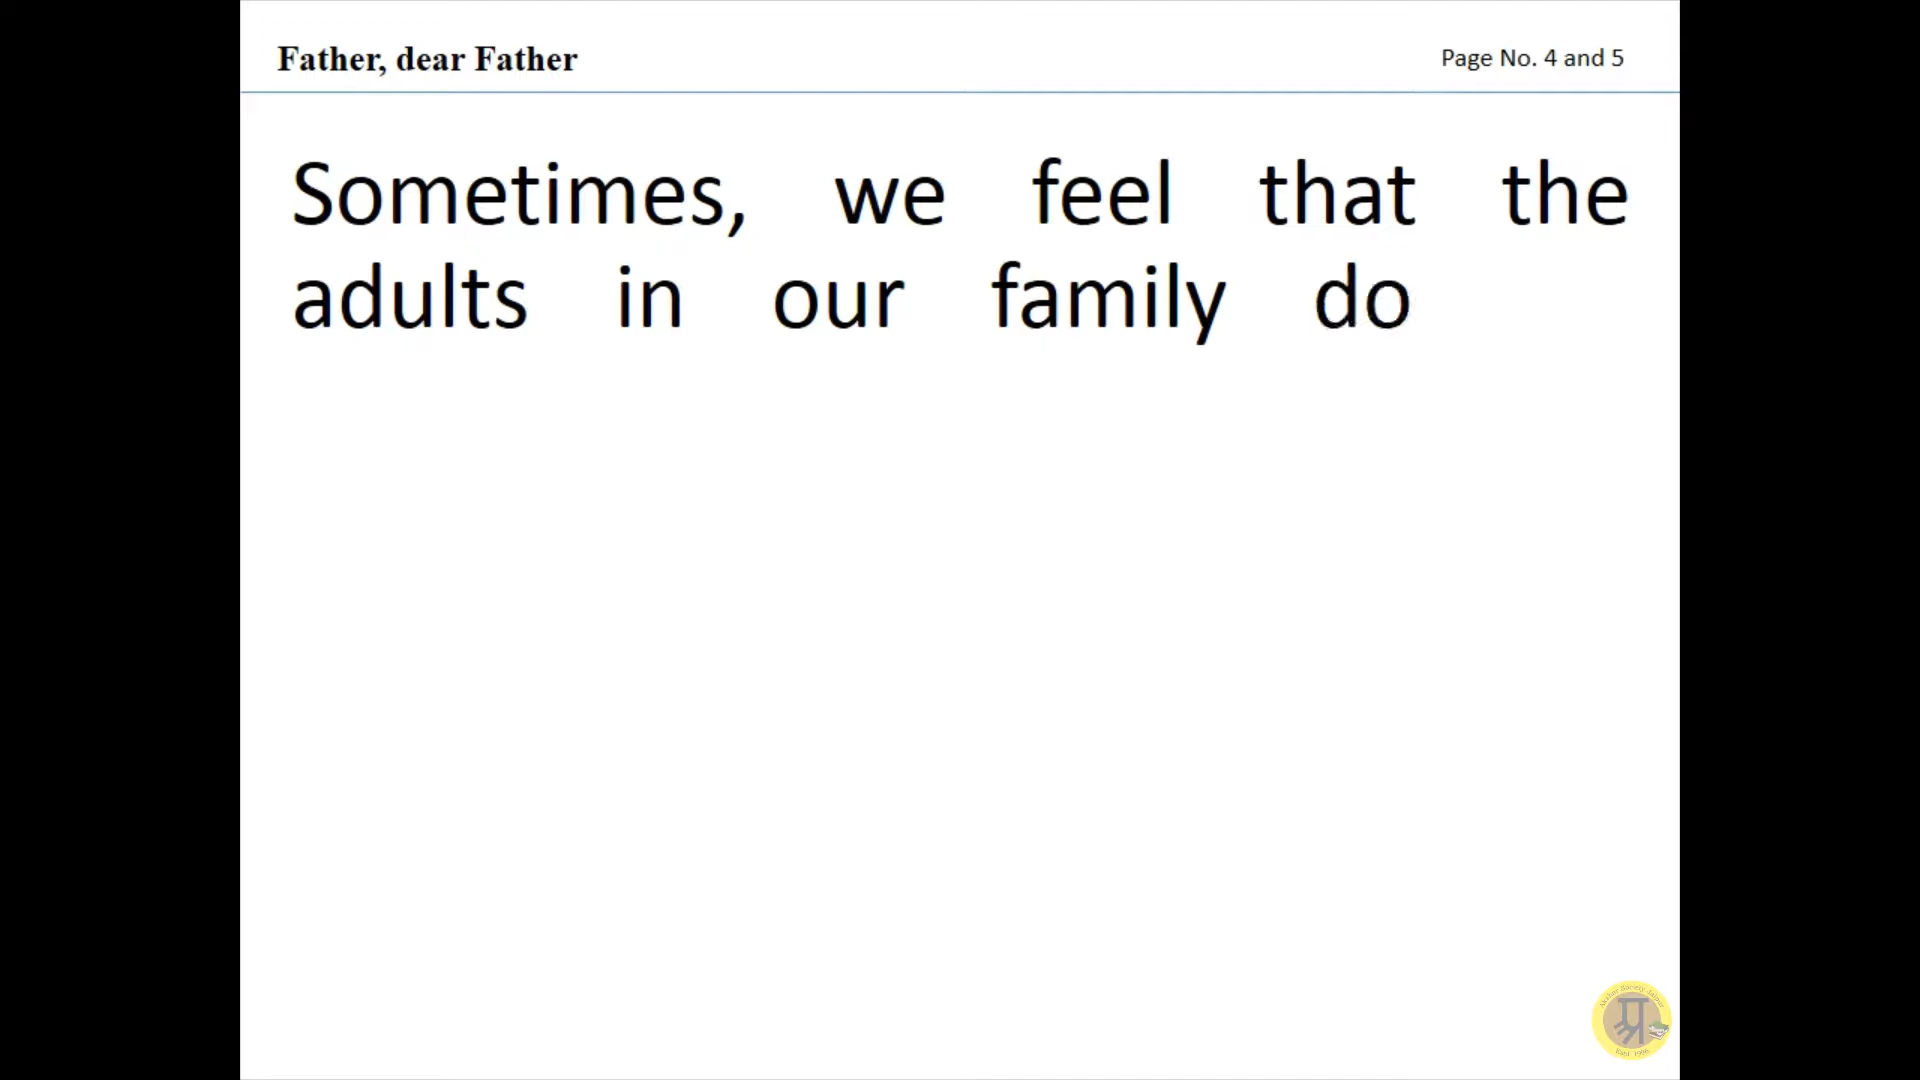 Father, dear Father
Page No. 4 and 5
Sometimes, we feel that the
adults in our family do